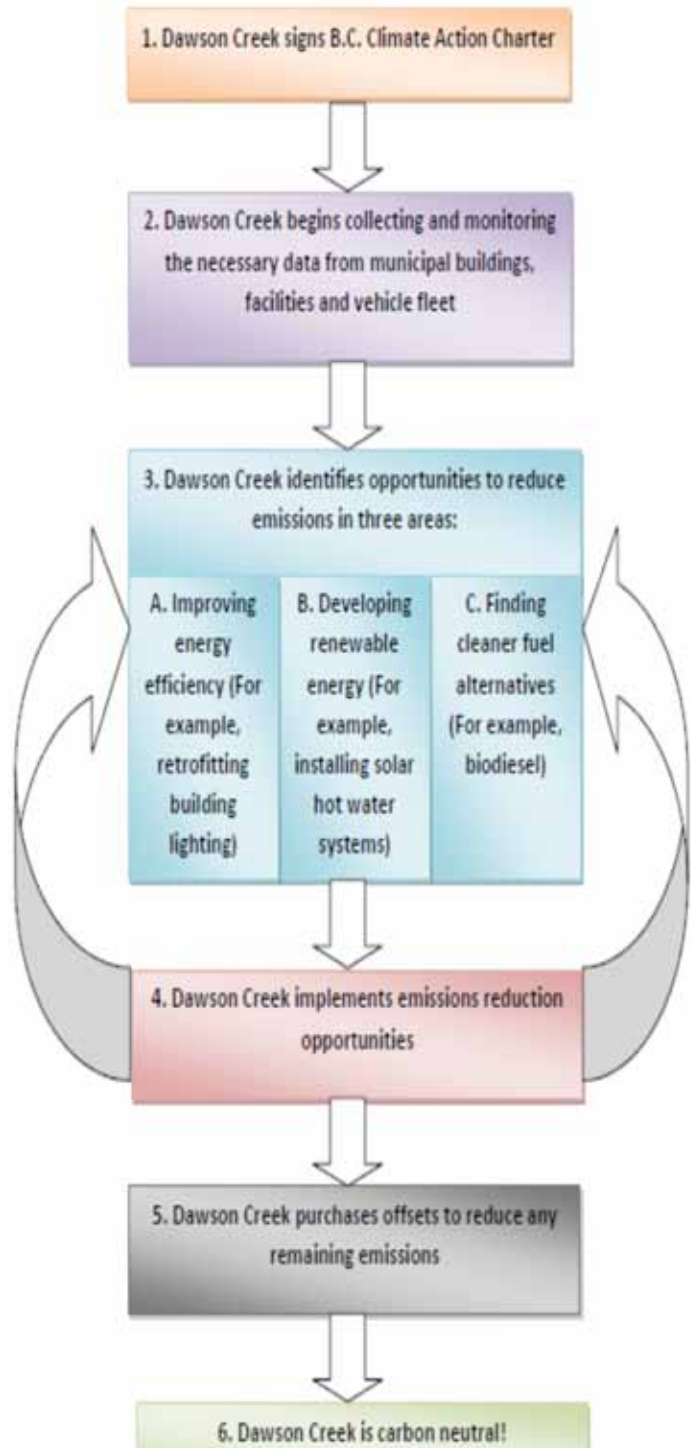 1. Dawson Creek signs B.C. Climate Action Charter
2. Dawson Creek begins collecting and monitoring
the necessary data from municipal buildings,
facilities and vehicle fleet
3. Dawson Creek identifies opportunities to reduce
emissions in three areas:
A. Improving
energy
efficiency (For
example,
retrofitting
building
lighting)
B. Developing
renewable
energy (For
example,
installing solar
hot water
systems)
C. Finding
cleaner fuel
alternatives
(For example,
biodiesel)
4. Dawson Creek implements emissions reduction
opportunities
5. Dawson Creek purchases offsets to reduce any
remaining emissions
6. Dawson Creek is carbon neutral!